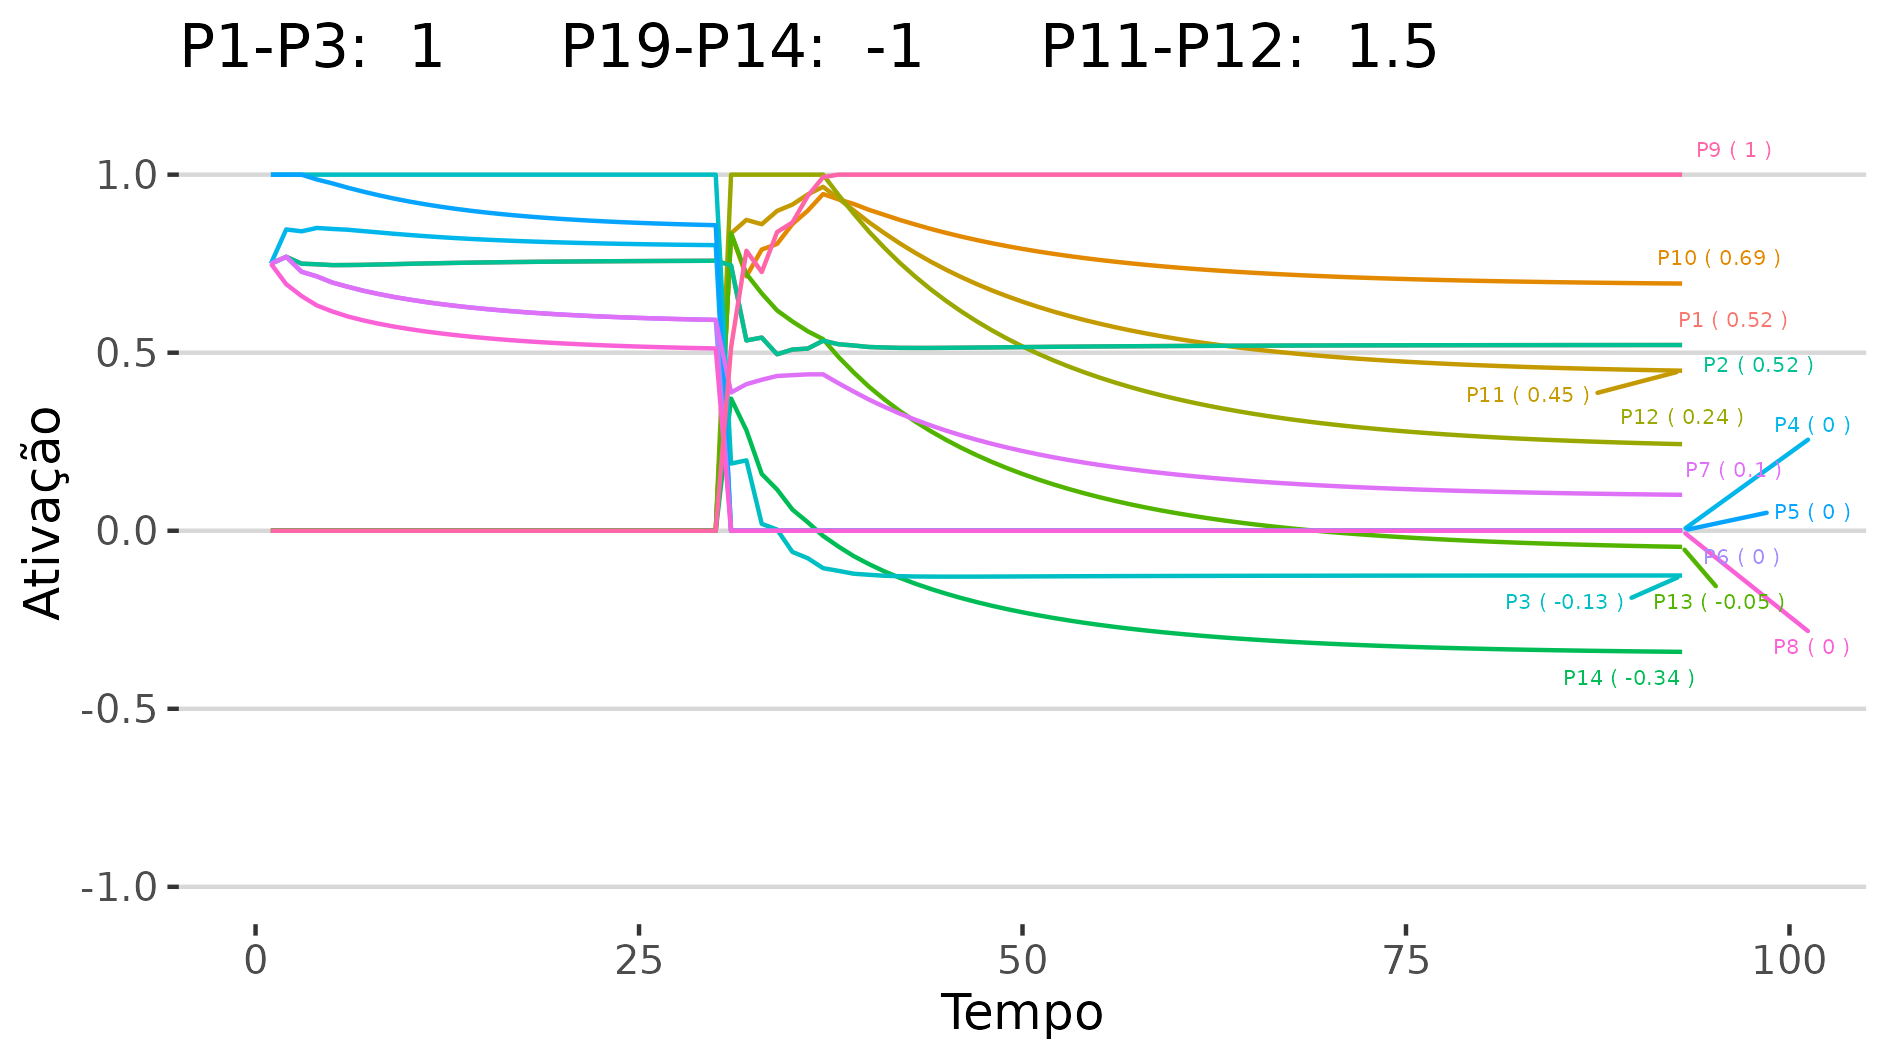 P1-P3:  1      P19-P14:  -1      P11-P12:  1.5
Ativação
1.0
0.5
0.0
-0.5
-1.0
P9 ( 1 )
P10 ( 0.69 )
P1 ( 0.52 )
P2 ( 0.52 )
P11 ( 0.45 )
P12 ( 0.24 )
P4 ( 0 )
P7 ( 0.1 )
P5 ( 0 )
P6 ( 0 )
P3 ( -0.13 )
P13 ( -0.05 )
P8 ( 0 )
P14 ( -0.34 )
0 25 50 75 100
Tempo